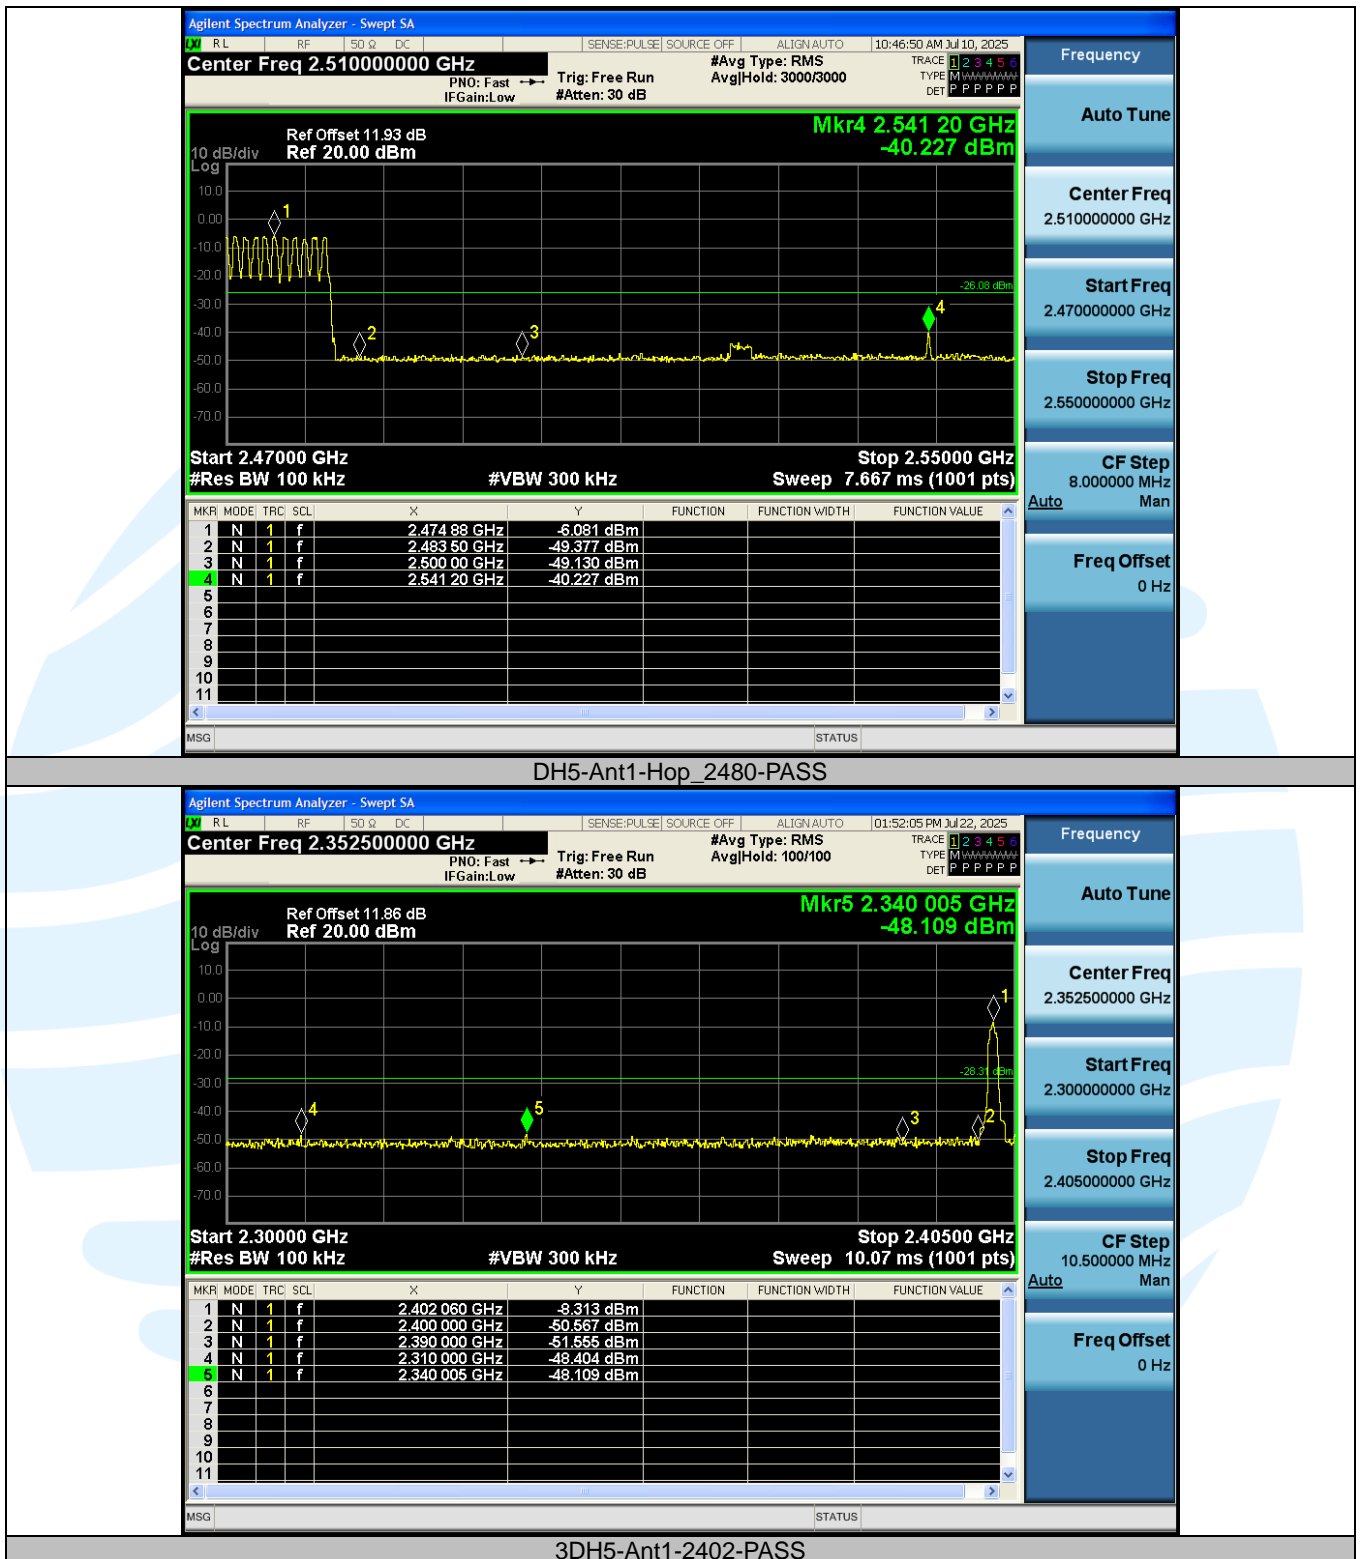 Agilent Spectrum Analyzer - Swept SA
LXI RL RF 50 Ω DC SENSE:PULSE SOURCE OFF ALIGN AUTO 10:46:50 AM Jul 10, 2025
Center Freq 2.510000000 GHz #Avg Type: RMS TRACE 1 2 3 4 5 6
PNO: Fast Trig: Free Run Avg|Hold: 3000/3000 TYPE M WWWWW
IFGain:Low #Atten: 30 dB DET P P P P P P
Mkr4 2.541 20 GHz
-40.227 dBm
Ref Offset 11.93 dB
10 dB/div Ref 20.00 dBm
Log
10.0
0.00
-10.0
-20.0
-30.0
-40.0
-50.0
-60.0
-70.0
1
2
3
4
-26.08 dBm
Start 2.47000 GHz Stop 2.55000 GHz
#Res BW 100 kHz #VBW 300 kHz Sweep 7.667 ms (1001 pts)
MKR MODE TRC SCL X Y FUNCTION FUNCTION WIDTH FUNCTION VALUE
1 N 1 f 2.474 88 GHz -6.081 dBm
2 N 1 f 2.483 50 GHz -49.377 dBm
3 N 1 f 2.500 00 GHz -49.130 dBm
4 N 1 f 2.541 20 GHz -40.227 dBm
5
6
7
8
9
10
11
MSG STATUS
Frequency
Auto Tune
Center Freq
2.510000000 GHz
Start Freq
2.470000000 GHz
Stop Freq
2.550000000 GHz
CF Step
8.000000 MHz
Auto Man
Freq Offset
0 Hz
DH5-Ant1-Hop_2480-PASS
Agilent Spectrum Analyzer - Swept SA
LXI RL RF 50 Ω DC SENSE:PULSE SOURCE OFF ALIGN AUTO 01:52:05 PM Jul 22, 2025
Center Freq 2.352500000 GHz #Avg Type: RMS TRACE 1 2 3 4 5 6
PNO: Fast Trig: Free Run Avg|Hold: 100/100 TYPE M WWWWW
IFGain:Low #Atten: 30 dB DET P P P P P P
Mkr5 2.340 005 GHz
-48.109 dBm
Ref Offset 11.86 dB
10 dB/div Ref 20.00 dBm
Log
10.0
0.00
-10.0
-20.0
-30.0
-40.0
-50.0
-60.0
-70.0
1
4
5
3
2
-28.31 dBm
Start 2.30000 GHz Stop 2.40500 GHz
#Res BW 100 kHz #VBW 300 kHz Sweep 10.07 ms (1001 pts)
MKR MODE TRC SCL X Y FUNCTION FUNCTION WIDTH FUNCTION VALUE
1 N 1 f 2.402 060 GHz -8.313 dBm
2 N 1 f 2.400 000 GHz -50.567 dBm
3 N 1 f 2.390 000 GHz -51.555 dBm
4 N 1 f 2.310 000 GHz -48.404 dBm
5 N 1 f 2.340 005 GHz -48.109 dBm
6
7
8
9
10
11
MSG STATUS
Frequency
Auto Tune
Center Freq
2.352500000 GHz
Start Freq
2.300000000 GHz
Stop Freq
2.405000000 GHz
CF Step
10.500000 MHz
Auto Man
Freq Offset
0 Hz
3DH5-Ant1-2402-PASS